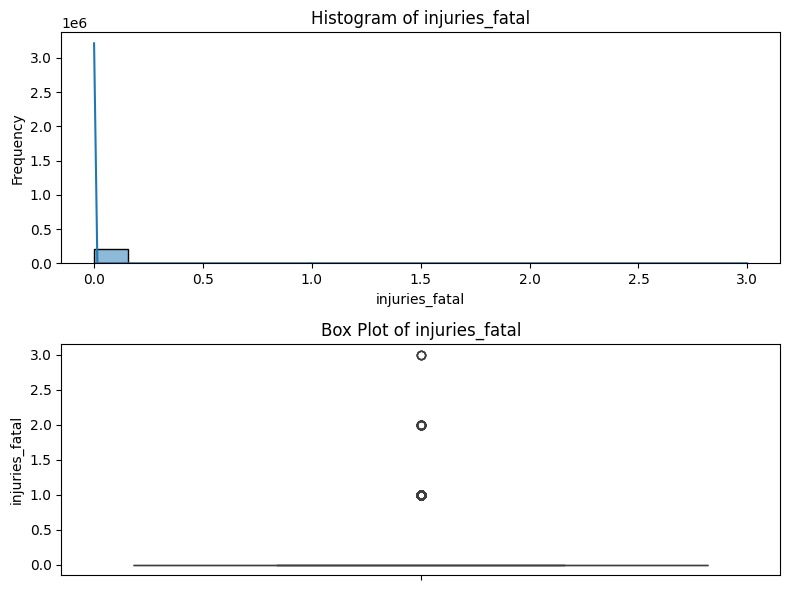 Histogram of injuries_fatal
1e6
3.0
2.5
2.0
1.5
1.0
0.5
0.0
Frequency
0.0 0.5 1.0 1.5 2.0 2.5 3.0
injuries_fatal
Box Plot of injuries_fatal
3.0
2.5
2.0
1.5
1.0
0.5
0.0
injuries_fatal